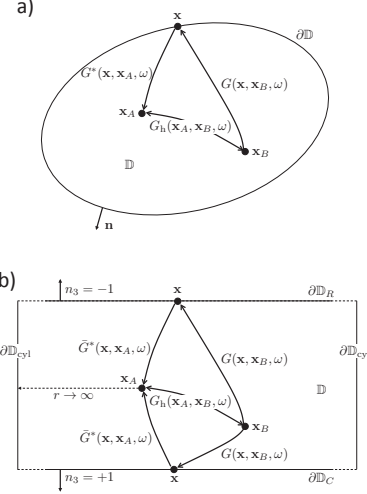 a)
x
∂𝔻
G*(x, x_A, ω)
G(x, x_B, ω)
x_A
G_h(x_A, x_B, ω)
x_B
𝔻
n
b)
n_3 = −1
x
∂𝔻_R
∂𝔻_cyl
Ḡ*(x, x_A, ω)
G(x, x_B, ω)
∂𝔻_cy
x_A
r → ∞
G_h(x_A, x_B, ω)
𝔻
x_B
Ḡ*(x, x_A, ω)
G(x, x_B, ω)
n_3 = +1
x
∂𝔻_C